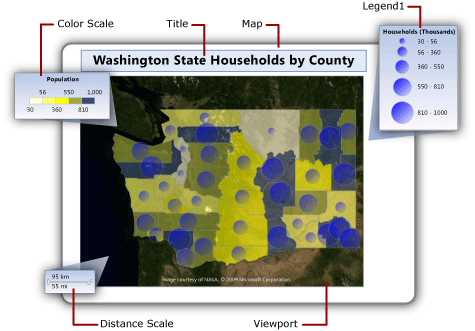 Legend1
Color Scale
Title
Map
Households (Thousands)
30 - 56
56 - 360
360 - 550
550 - 810
810 - 1000
Washington State Households by County
Population
56 550 1,000
30 360 810
95 km
55 mi
Image courtesy of NASA, © 2009 Microsoft Corporation
Distance Scale
Viewport